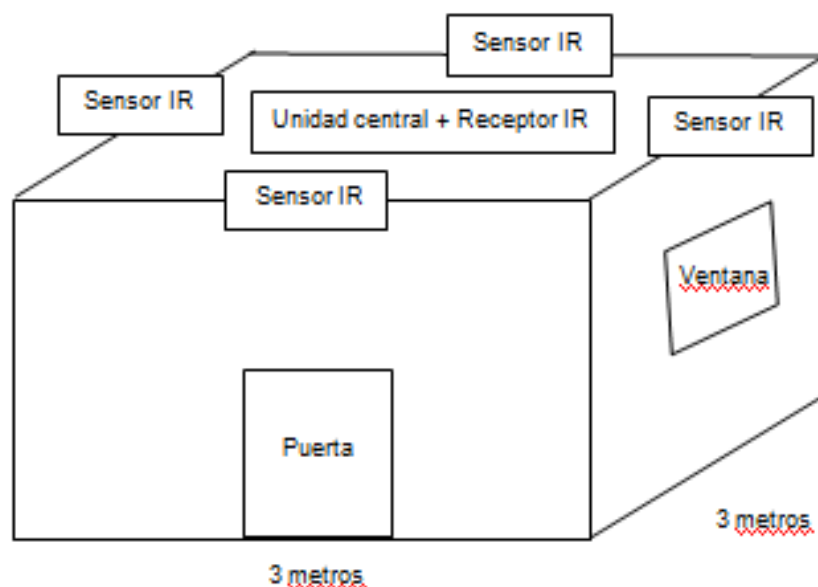 Sensor IR
Sensor IR
Unidad central + Receptor IR
Sensor IR
Sensor IR
Ventana
Puerta
3 metros
3 metros